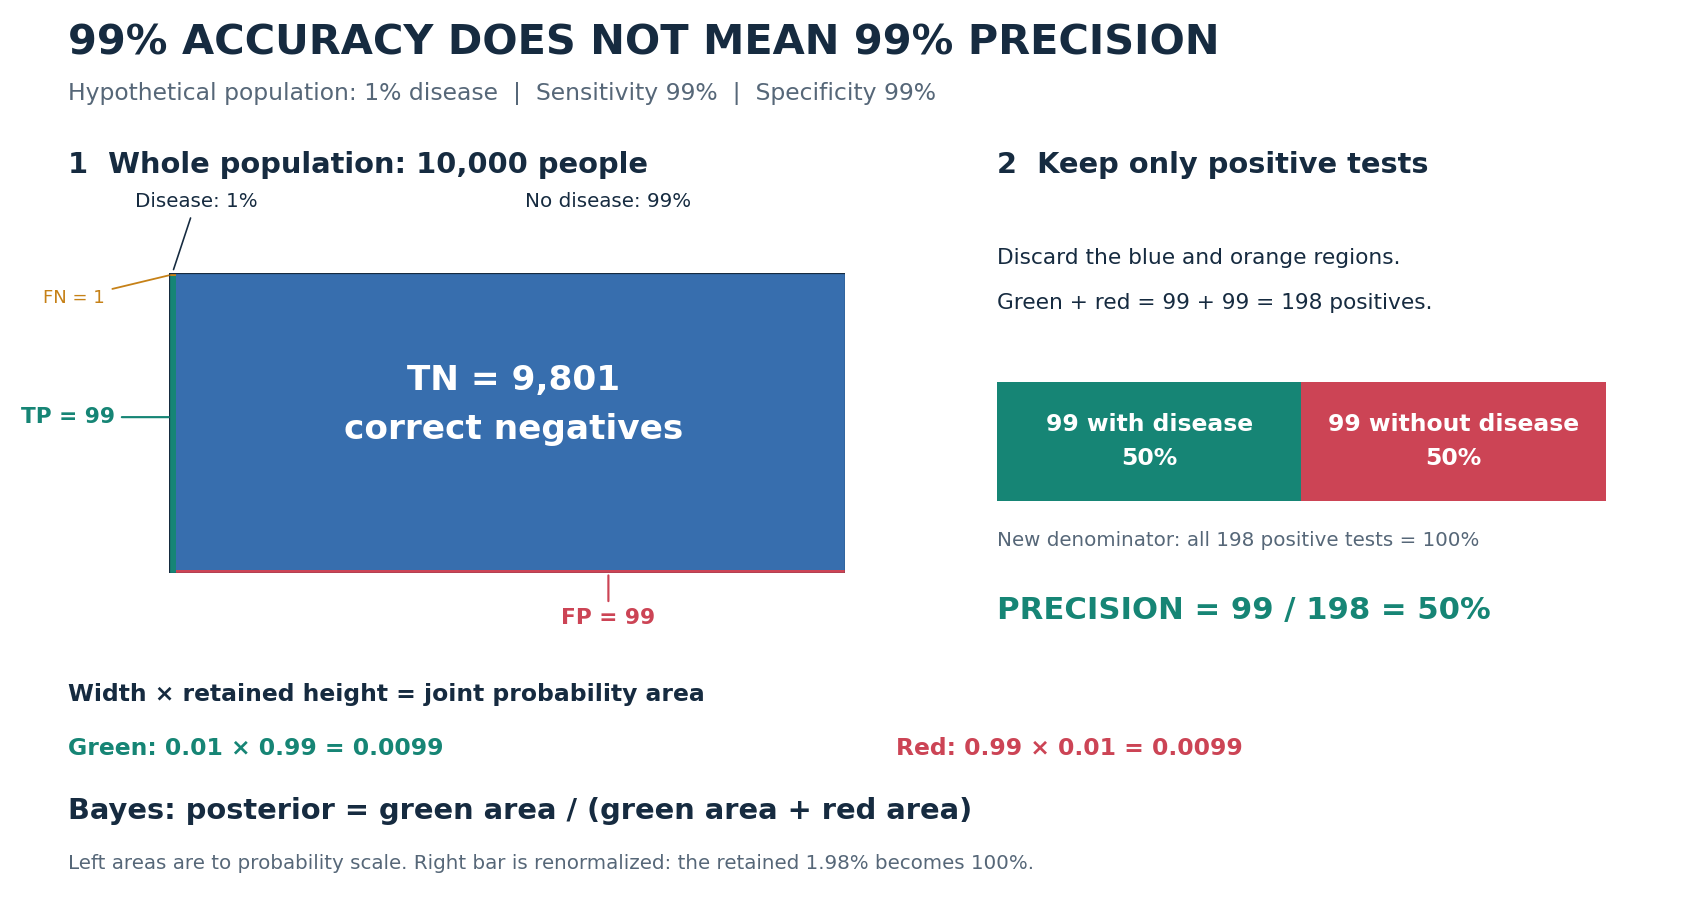 99% ACCURACY DOES NOT MEAN 99% PRECISION
Hypothetical population: 1% disease | Sensitivity 99% | Specificity 99%
1 Whole population: 10,000 people
Disease: 1%
No disease: 99%
FN = 1
TP = 99
TN = 9,801
correct negatives
FP = 99
2 Keep only positive tests
Discard the blue and orange regions.
Green + red = 99 + 99 = 198 positives.
99 with disease
50%
99 without disease
50%
New denominator: all 198 positive tests = 100%
PRECISION = 99 / 198 = 50%
Width × retained height = joint probability area
Green: 0.01 × 0.99 = 0.0099
Red: 0.99 × 0.01 = 0.0099
Bayes: posterior = green area / (green area + red area)
Left areas are to probability scale. Right bar is renormalized: the retained 1.98% becomes 100%.